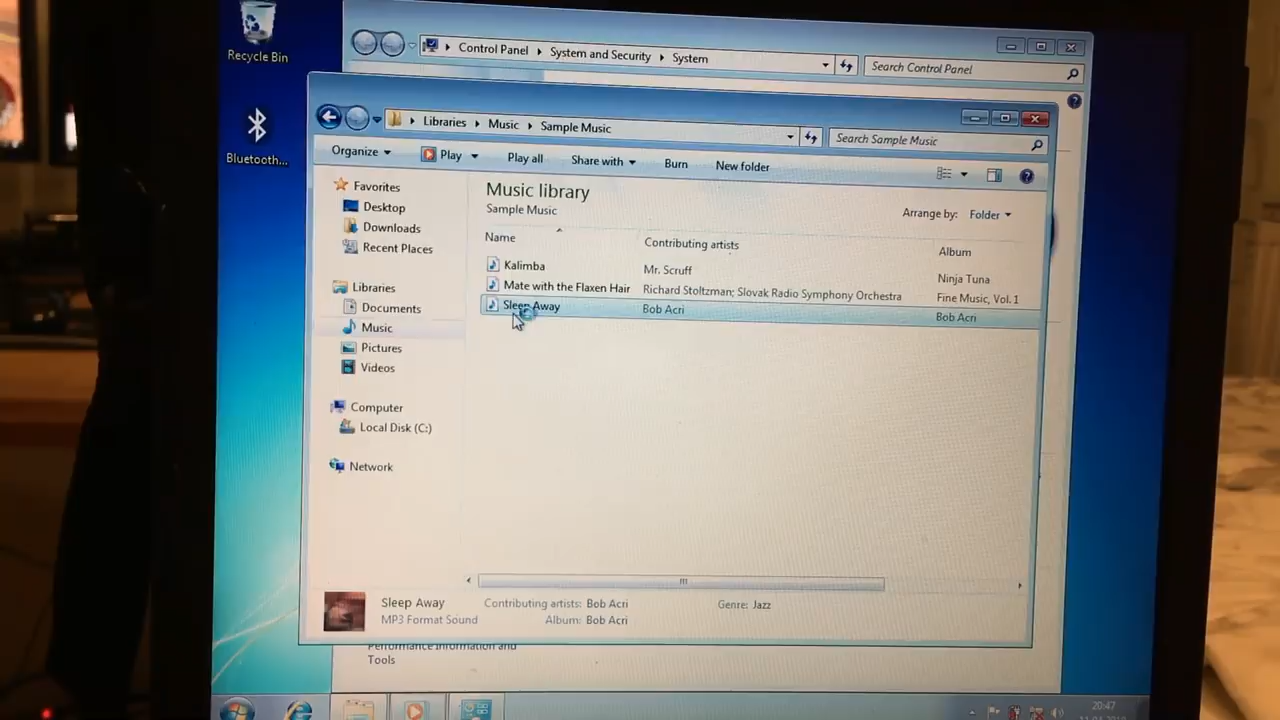 Recycle Bin
Bluetooth...
Control Panel
System and Security
System
Search Control Panel
Libraries
Music
Sample Music
Search Sample Music
Organize
Play
Play all
Share with
Burn
New folder
Favorites
Desktop
Downloads
Recent Places
Libraries
Documents
Music
Pictures
Videos
Computer
Local Disk (C:)
Network
Music library
Sample Music
Arrange by: Folder
Name Contributing artists Album
Kalimba Mr. Scruff Ninja Tuna
Mate with the Flaxen Hair Richard Stoltzman; Slovak Radio Symphony Orchestra Fine Music, Vol. 1
Sleep Away Bob Acri Bob Acri
Sleep Away Contributing artists: Bob Acri Genre: Jazz
MP3 Format Sound Album: Bob Acri
Performance Information and
Tools
20:47